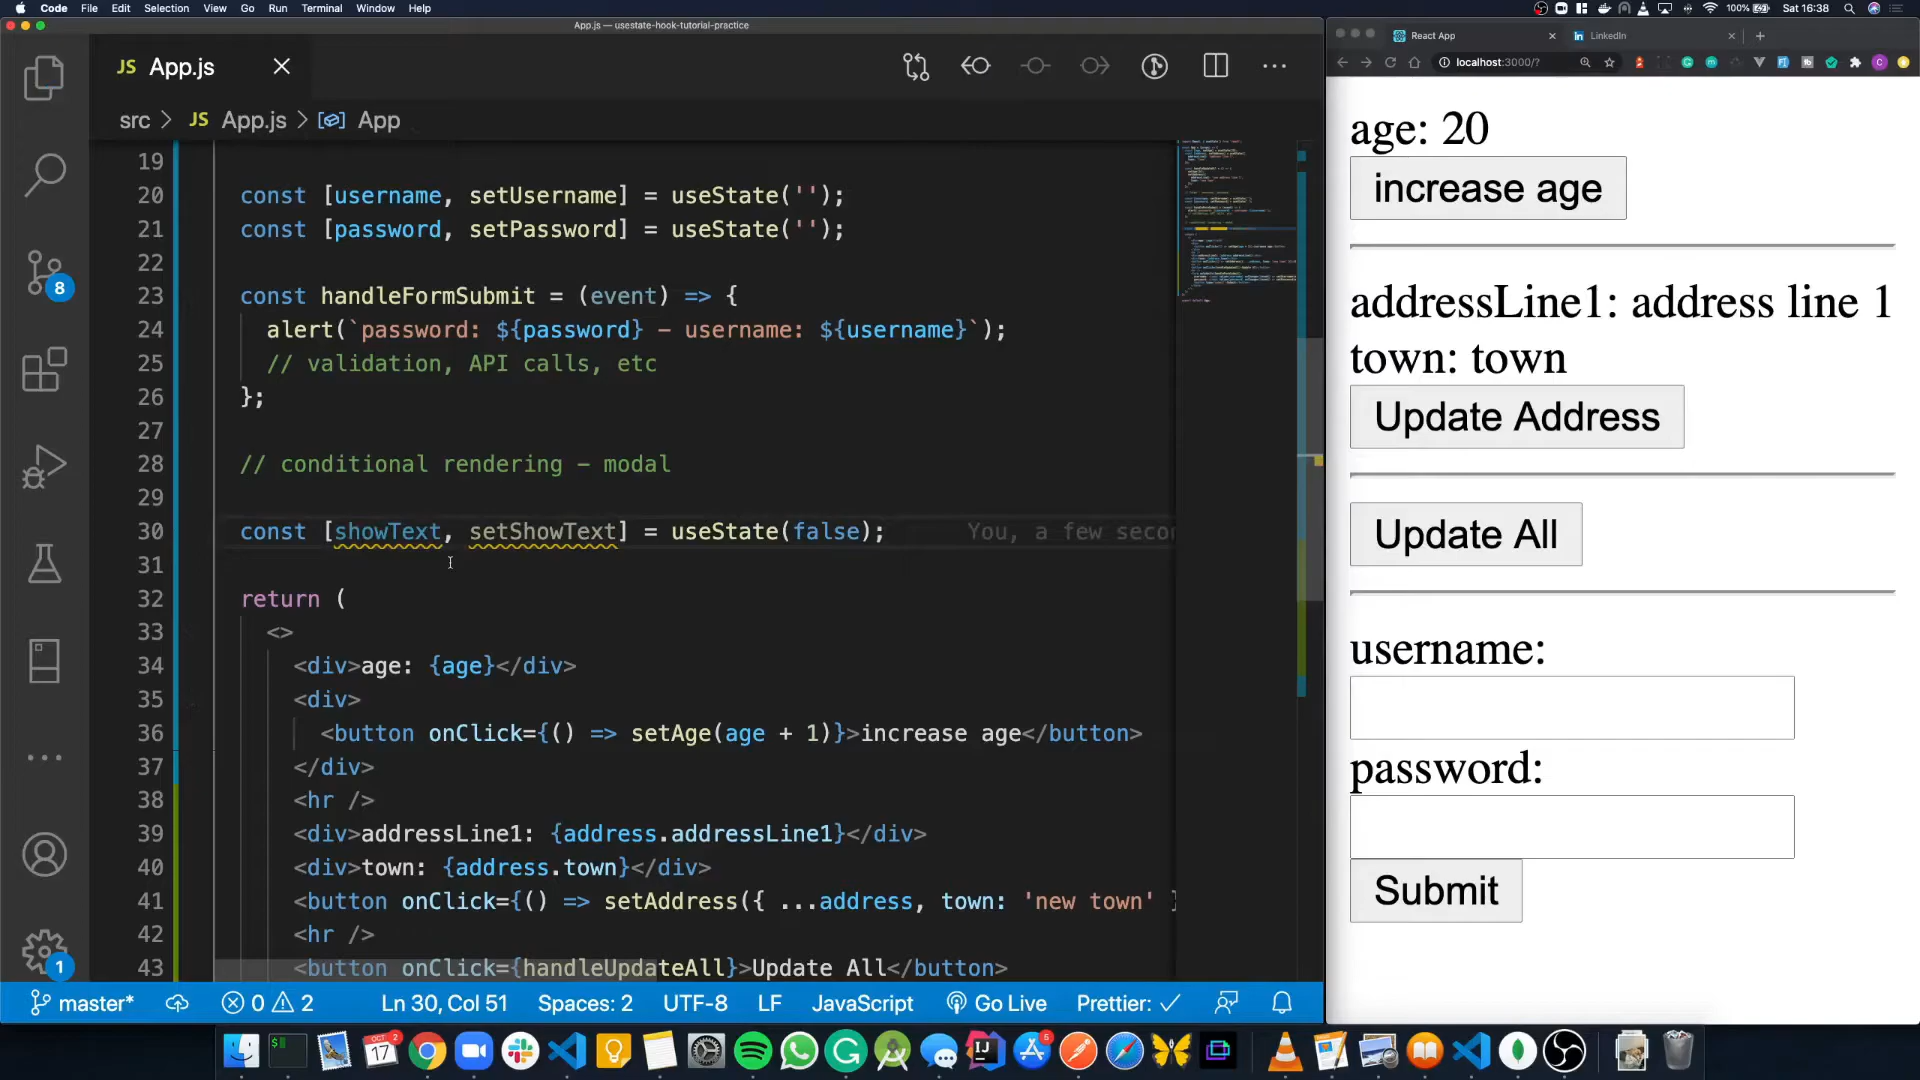 Code File Edit Selection View Go Run Terminal Window Help
100% Sat 16:38
App.js — usestate-hook-tutorial-practice
JS App.js
src > JS App.js > App
19
20 const [username, setUsername] = useState('');
21 const [password, setPassword] = useState('');
22
23 const handleFormSubmit = (event) => {
24 alert(`password: ${password} - username: ${username}`);
25 // validation, API calls, etc
26 };
27
28 // conditional rendering - modal
29
30 const [showText, setShowText] = useState(false); You, a few secon
31
32 return (
33 <>
34 <div>age: {age}</div>
35 <div>
36 <button onClick={() => setAge(age + 1)}>increase age</button>
37 </div>
38 <hr />
39 <div>addressLine1: {address.addressLine1}</div>
40 <div>town: {address.town}</div>
41 <button onClick={() => setAddress({ ...address, town: 'new town' }
42 <hr />
43 <button onClick={handleUpdateAll}>Update All</button>
8
1
master* 0 2 Ln 30, Col 51 Spaces: 2 UTF-8 LF JavaScript Go Live Prettier: ✓
React App
LinkedIn
localhost:3000/?
age: 20
increase age
addressLine1: address line 1
town: town
Update Address
Update All
username:
password:
Submit
17
2
5